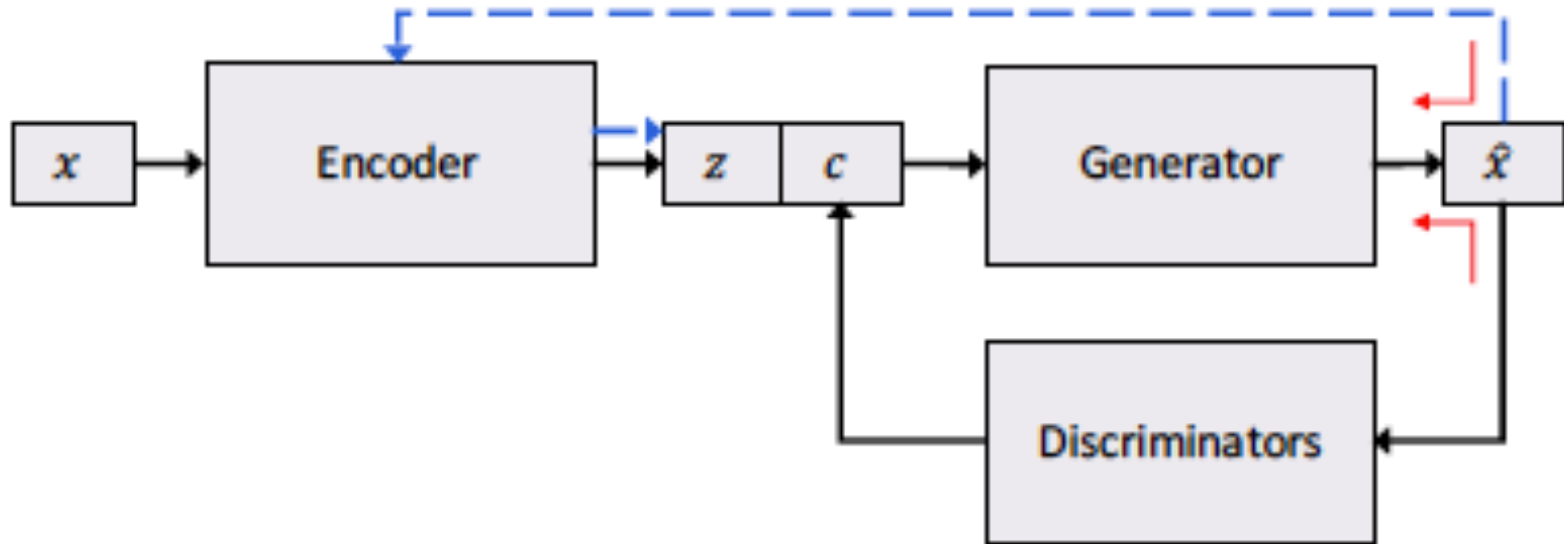 x
Encoder
z
c
Generator
x̂
Discriminators